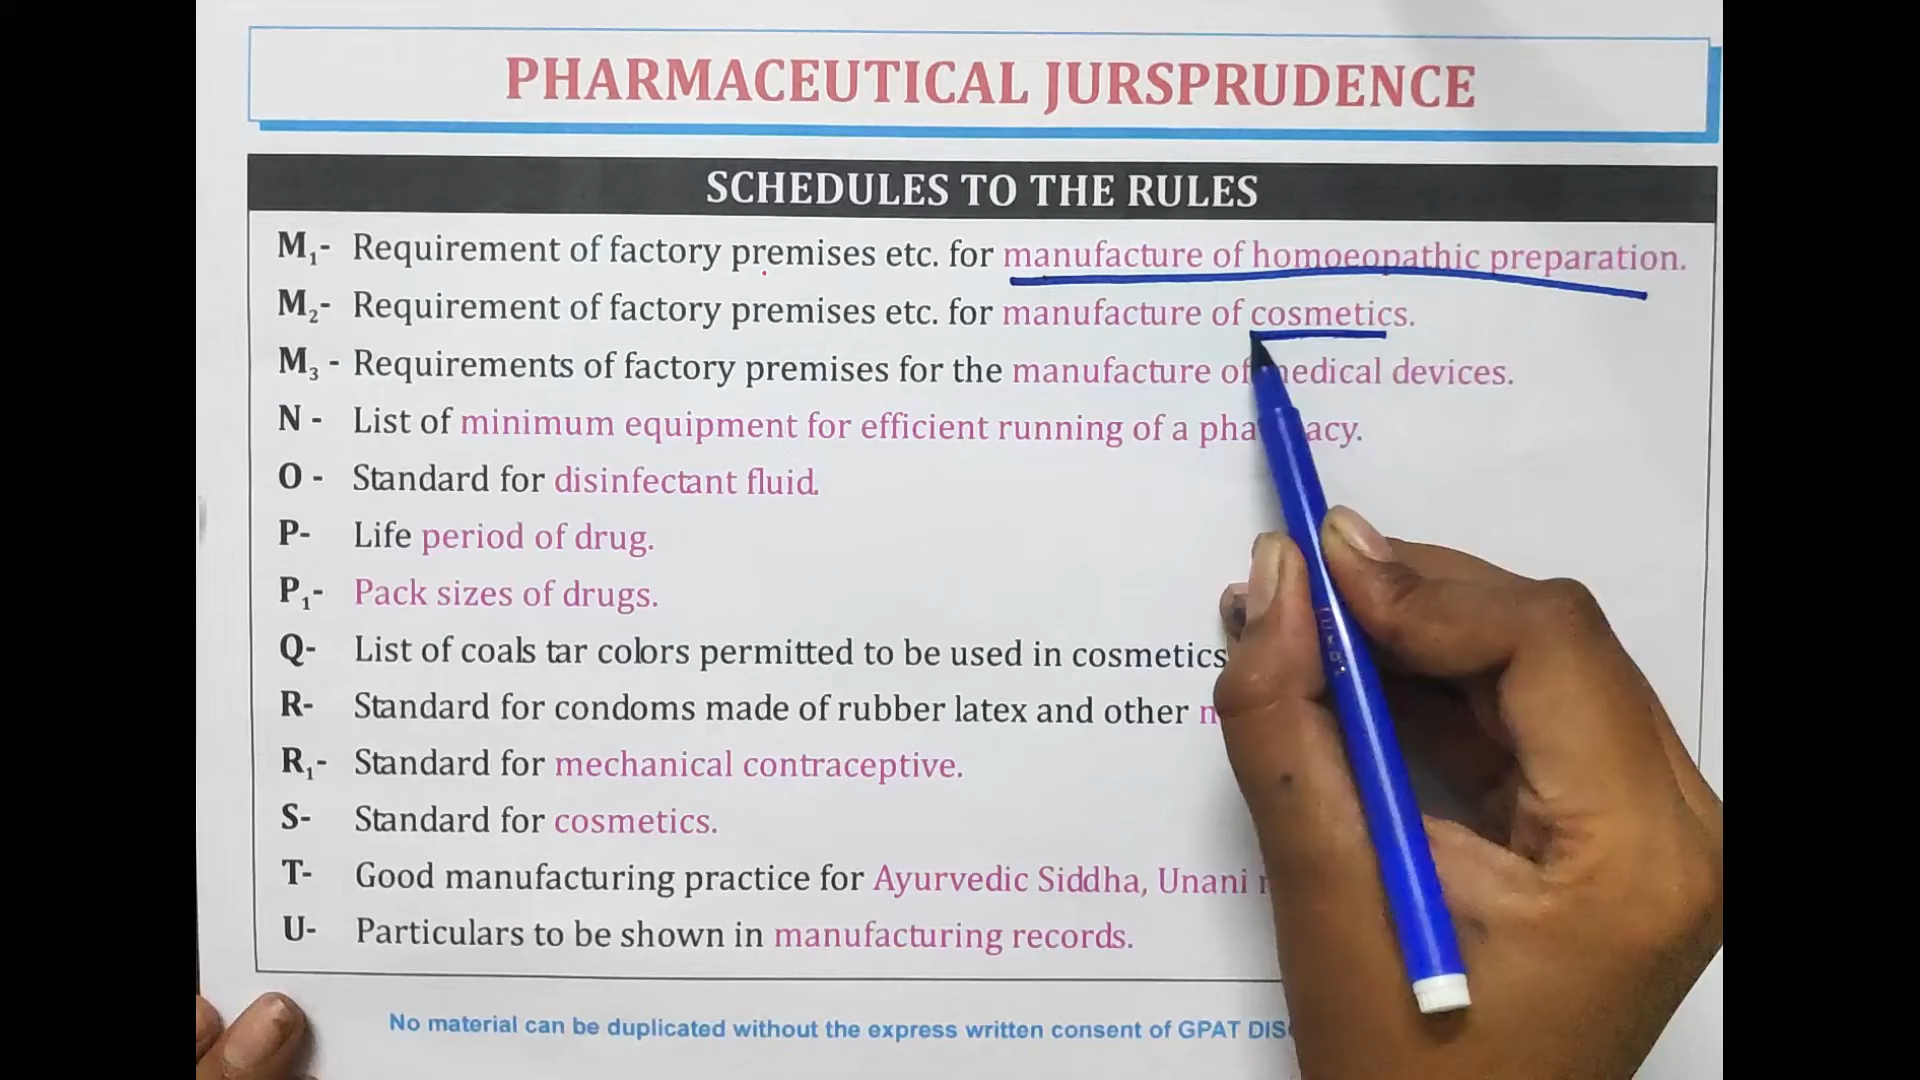 PHARMACEUTICAL JURSPRUDENCE
SCHEDULES TO THE RULES
M1- Requirement of factory premises etc. for manufacture of homoeopathic preparation.
M2- Requirement of factory premises etc. for manufacture of cosmetics.
M3 - Requirements of factory premises for the manufacture of medical devices.
N - List of minimum equipment for efficient running of a pharmacy.
O - Standard for disinfectant fluid.
P- Life period of drug.
P1- Pack sizes of drugs.
Q- List of coals tar colors permitted to be used in cosmetics
R- Standard for condoms made of rubber latex and other
R1- Standard for mechanical contraceptive.
S- Standard for cosmetics.
T- Good manufacturing practice for Ayurvedic Siddha, Unani
U- Particulars to be shown in manufacturing records.
No material can be duplicated without the express written consent of GPAT